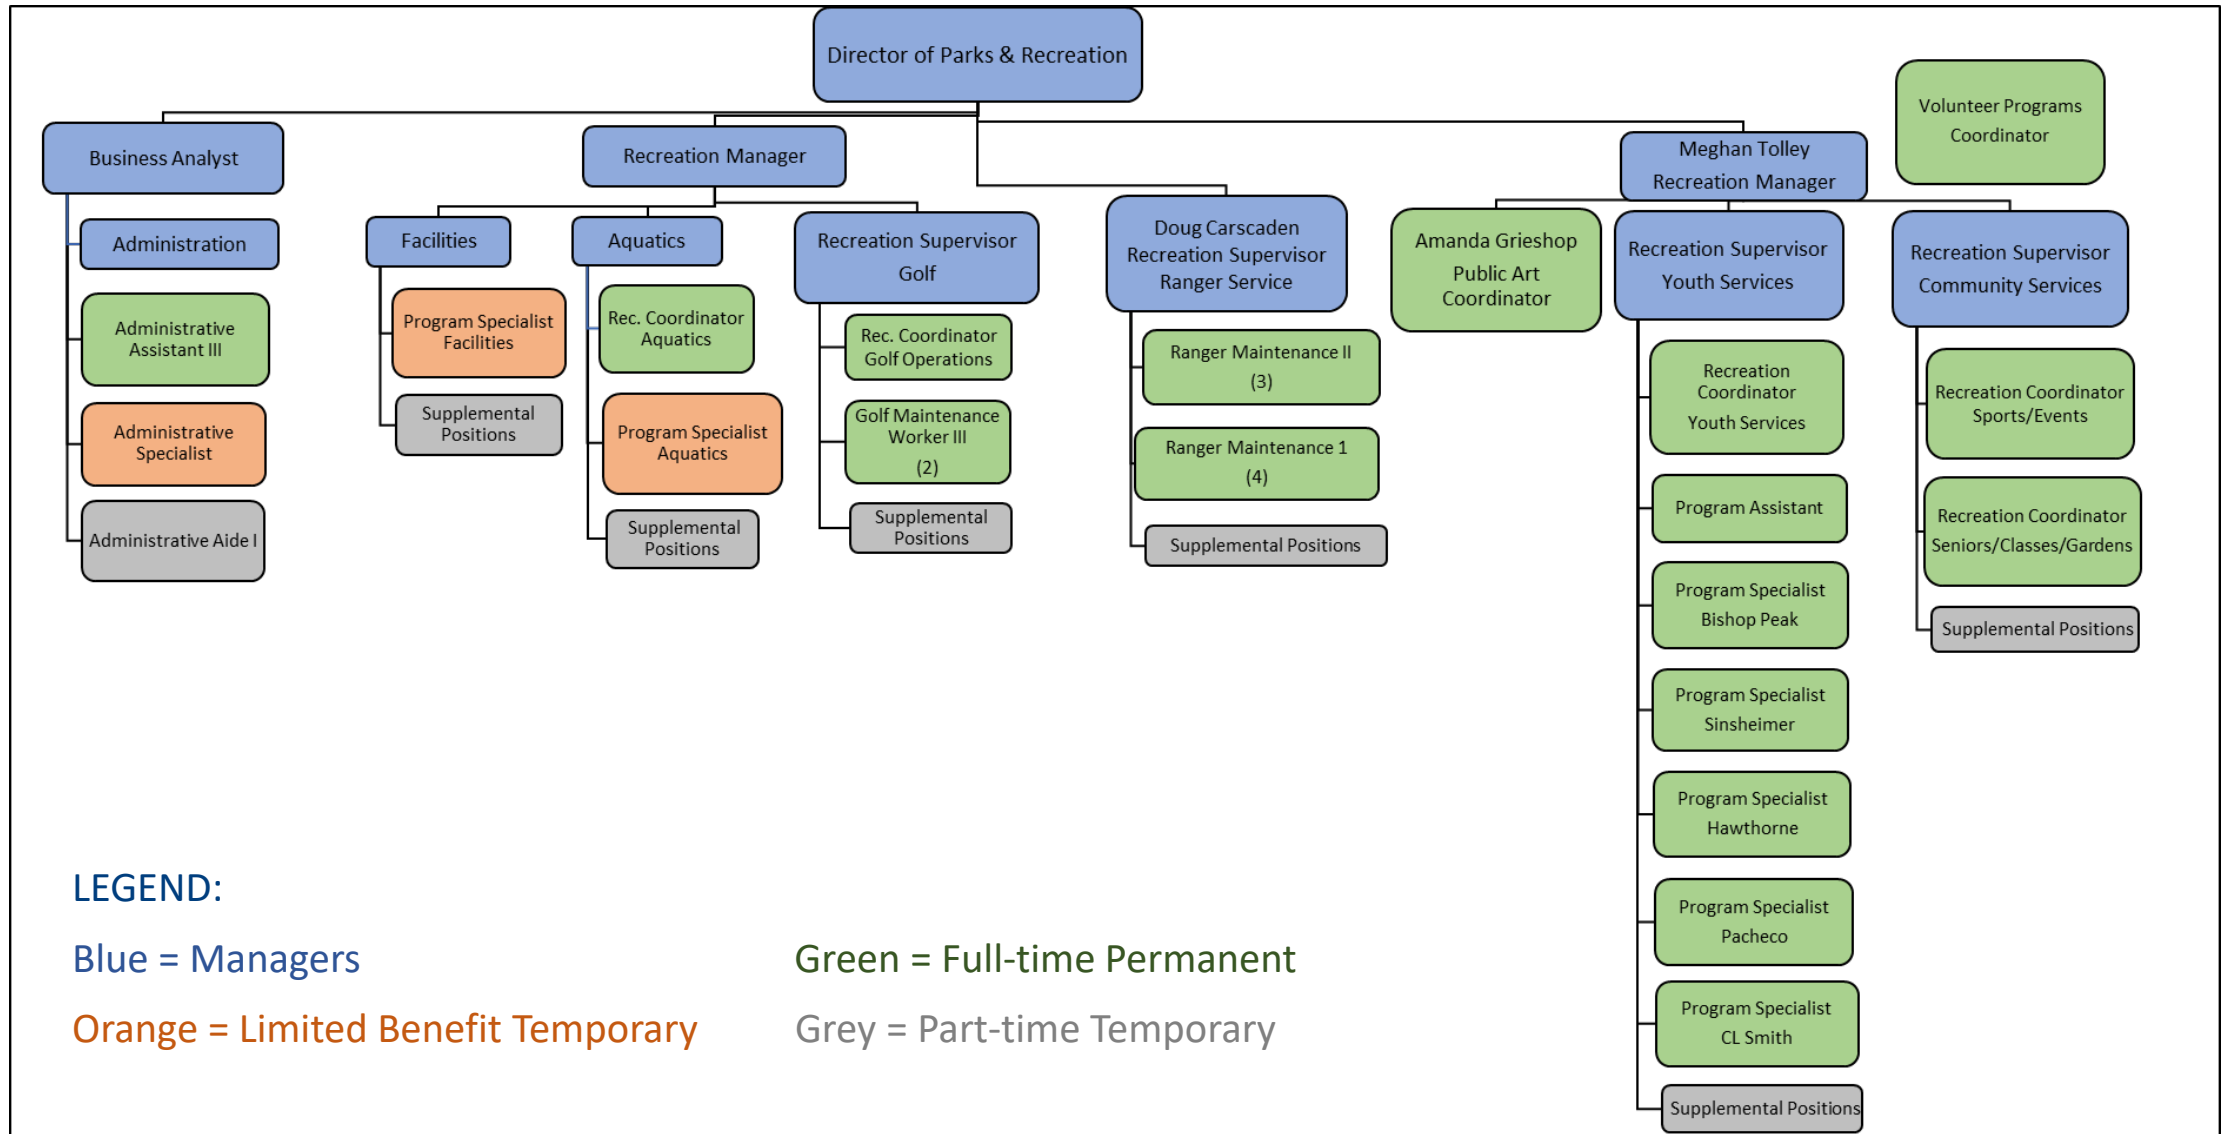 Director of Parks & Recreation
Volunteer Programs
Coordinator
Business Analyst
Recreation Manager
Meghan Tolley
Recreation Manager
Administration
Administrative
Assistant III
Administrative
Specialist
Administrative Aide I
Facilities
Program Specialist
Facilities
Supplemental
Positions
Aquatics
Rec. Coordinator
Aquatics
Program Specialist
Aquatics
Supplemental
Positions
Recreation Supervisor
Golf
Rec. Coordinator
Golf Operations
Golf Maintenance
Worker III
(2)
Supplemental
Positions
Doug Carscaden
Recreation Supervisor
Ranger Service
Ranger Maintenance II
(3)
Ranger Maintenance 1
(4)
Supplemental Positions
Amanda Grieshop
Public Art
Coordinator
Recreation Supervisor
Youth Services
Recreation
Coordinator
Youth Services
Program Assistant
Program Specialist
Bishop Peak
Program Specialist
Sinsheimer
Program Specialist
Hawthorne
Program Specialist
Pacheco
Program Specialist
CL Smith
Supplemental Positions
Recreation Supervisor
Community Services
Recreation Coordinator
Sports/Events
Recreation Coordinator
Seniors/Classes/Gardens
Supplemental Positions
LEGEND:
Blue = Managers
Green = Full-time Permanent
Orange = Limited Benefit Temporary
Grey = Part-time Temporary